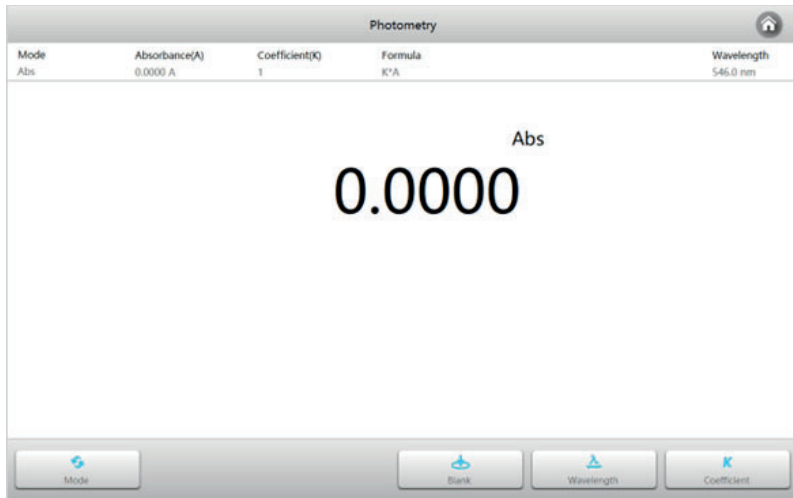 Photometry
Mode Absorbance(A) Coefficient(K) Formula Wavelength
Abs 0.0000 A 1 K*A 546.0 nm
Abs
0.0000
Mode Blank Wavelength Coefficient